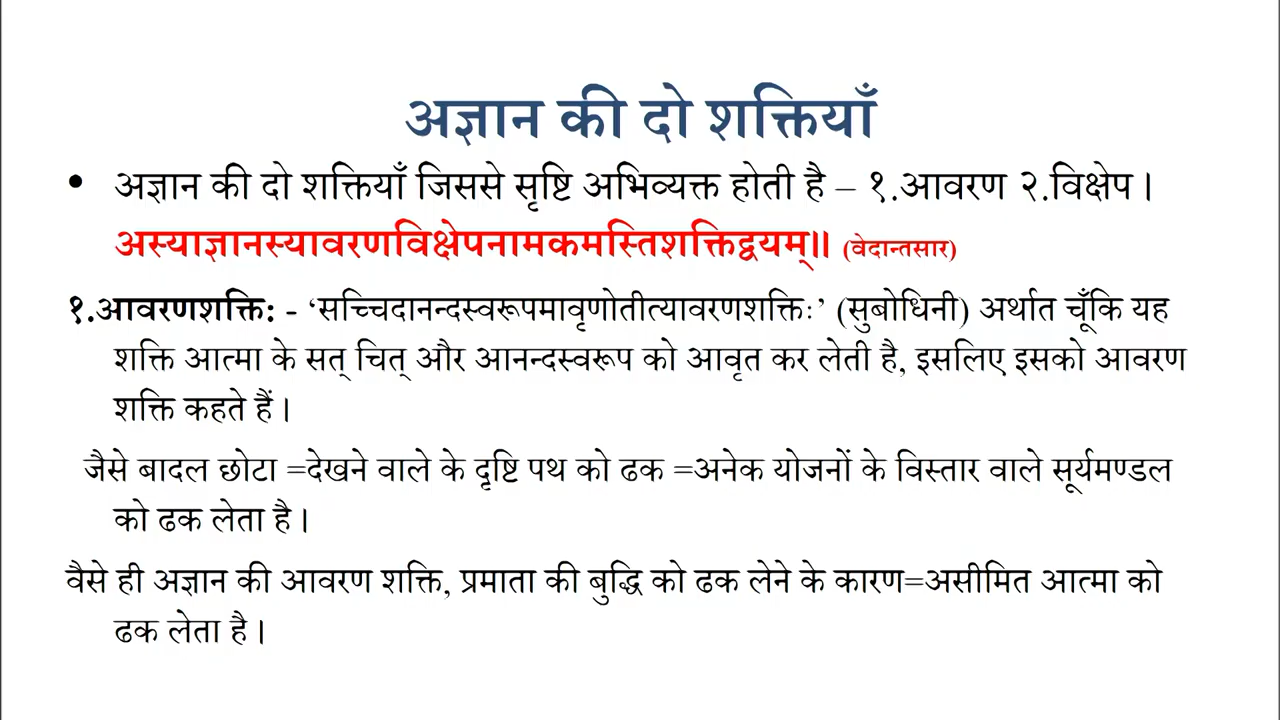 अज्ञान की दो शक्तियाँ
• अज्ञान की दो शक्तियाँ जिससे सृष्टि अभिव्यक्त होती है – १.आवरण २.विक्षेप।
अस्याज्ञानस्यावरणविक्षेपनामकमस्तिशक्तिद्वयम्॥ (वेदान्तसार)
१.आवरणशक्ति: - ‘सच्चिदानन्दस्वरूपमावृणोतीत्यावरणशक्तिः’ (सुबोधिनी) अर्थात चूँकि यह
शक्ति आत्मा के सत् चित् और आनन्दस्वरूप को आवृत कर लेती है, इसलिए इसको आवरण
शक्ति कहते हैं।
जैसे बादल छोटा =देखने वाले के दृष्टि पथ को ढक =अनेक योजनों के विस्तार वाले सूर्यमण्डल
को ढक लेता है।
वैसे ही अज्ञान की आवरण शक्ति, प्रमाता की बुद्धि को ढक लेने के कारण=असीमित आत्मा को
ढक लेता है।